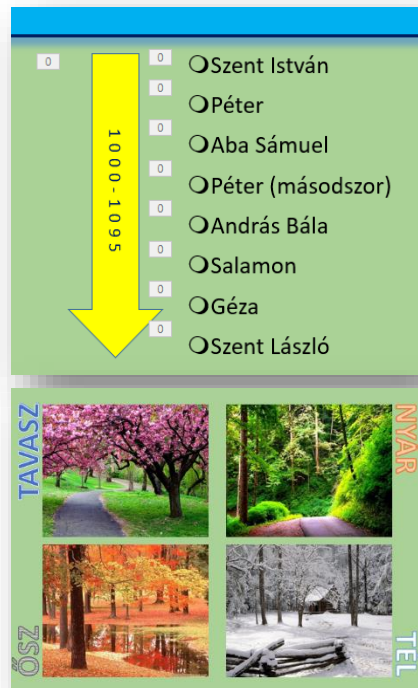 0
0
Szent István
0
Péter
0
Aba Sámuel
0
Péter (másodszor)
0
András Bála
0
Salamon
0
Géza
0
Szent László
1000-1095
TAVASZ
NYÁR
ŐSZ
TÉL